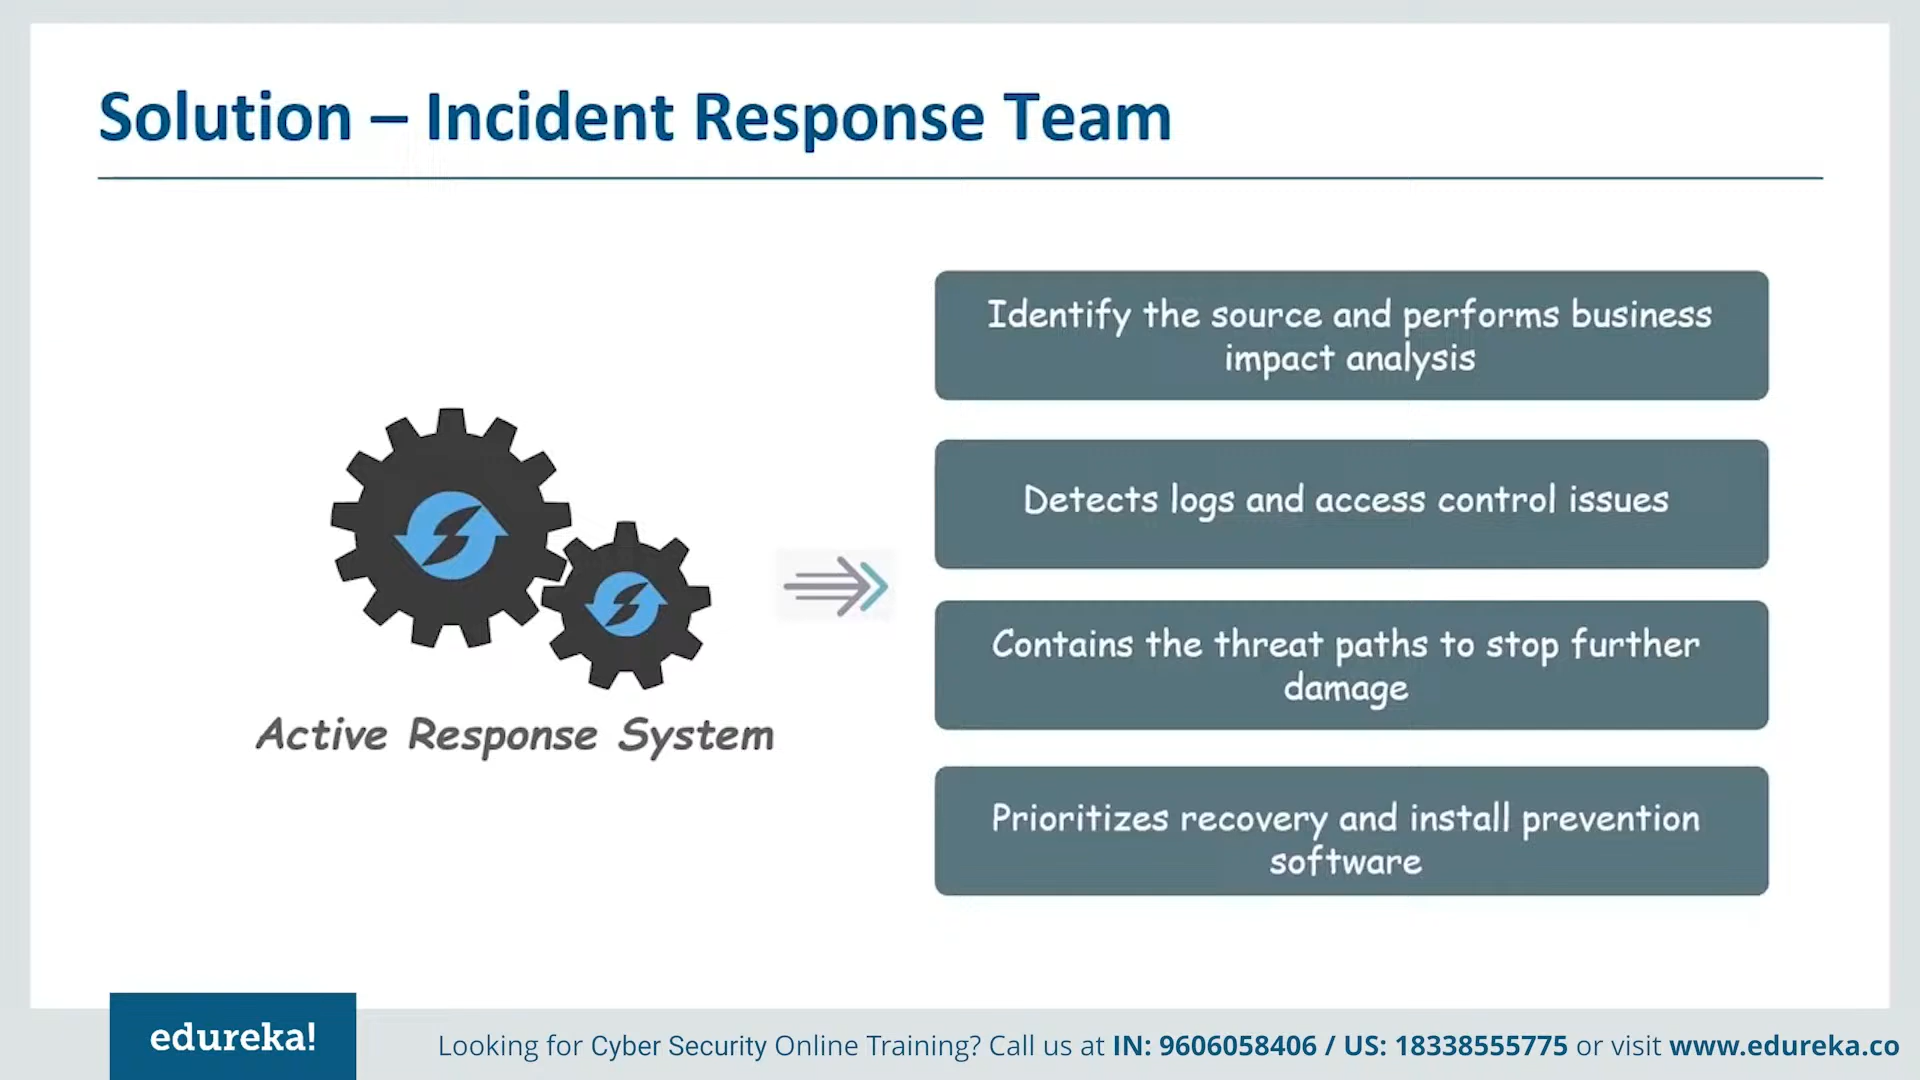 Solution – Incident Response Team
Identify the source and performs business
impact analysis
Detects logs and access control issues
Contains the threat paths to stop further
damage
Prioritizes recovery and install prevention
software
Active Response System
edureka!
Looking for Cyber Security Online Training? Call us at IN: 9606058406 / US: 18338555775 or visit www.edureka.co